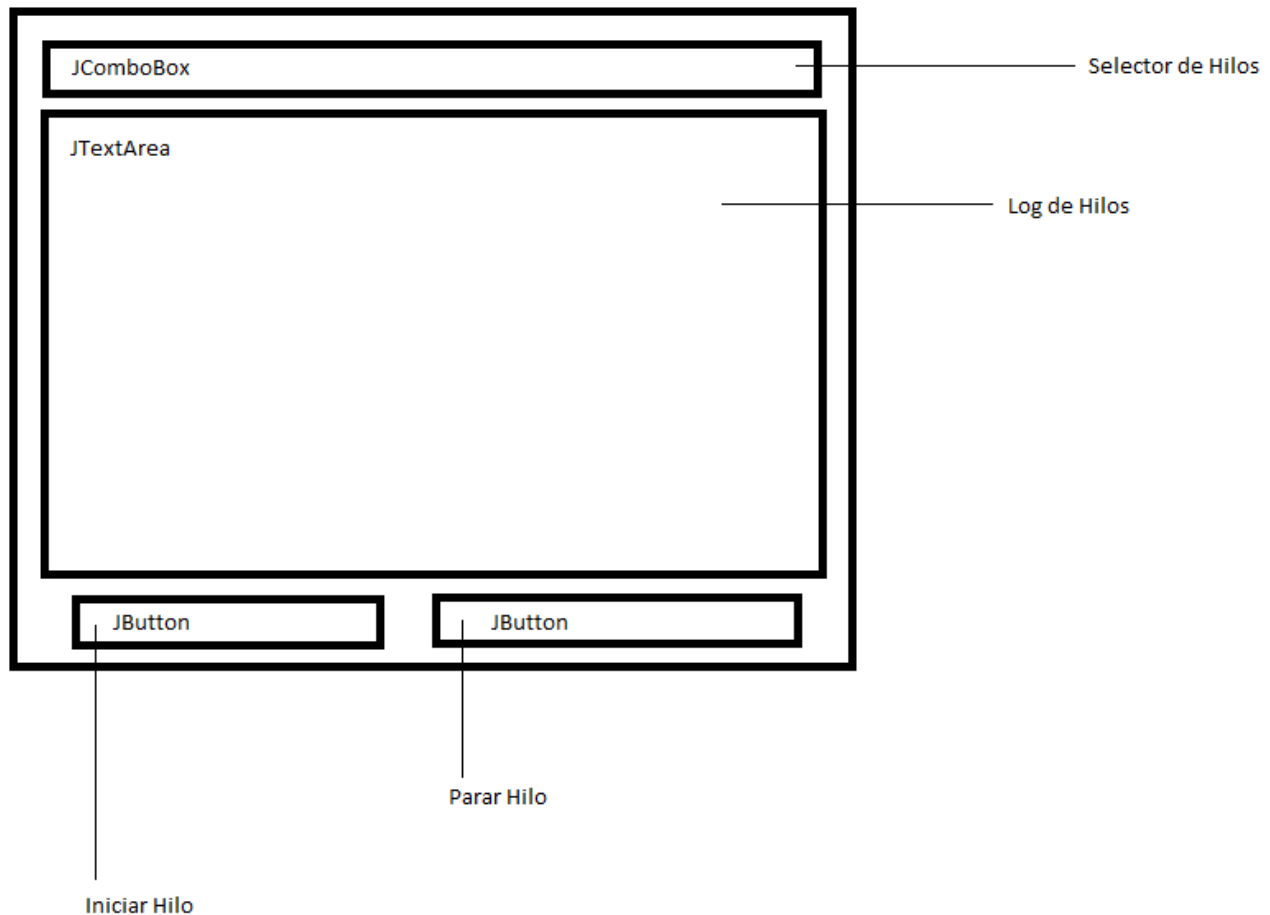 JComboBox
Selector de Hilos
JTextArea
Log de Hilos
JButton
JButton
Parar Hilo
Iniciar Hilo